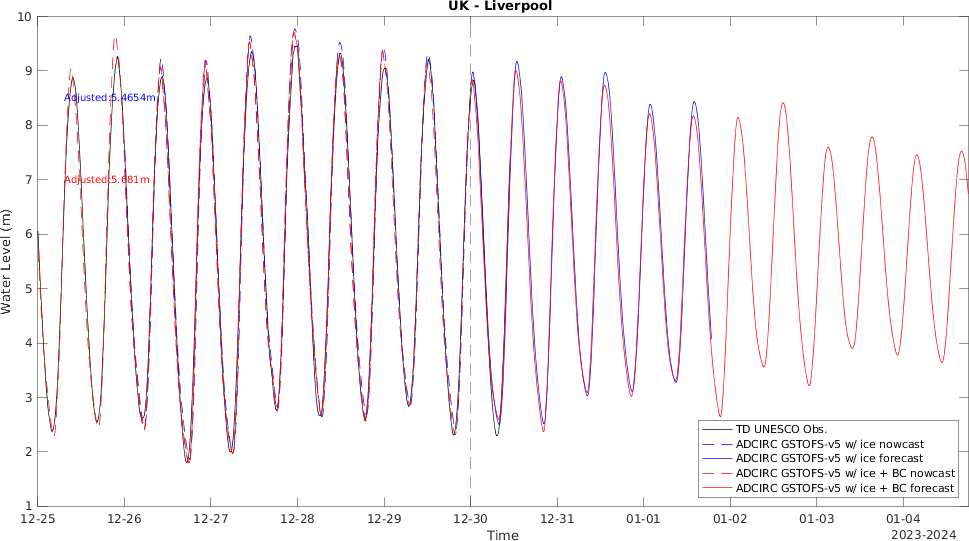 UK - Liverpool
10
9
8
7
6
5
4
3
2
1
Water Level (m)
Adjusted:5.4654m
Adjusted:5.681m
TD UNESCO Obs.
ADCIRC GSTOFS-v5 w/ ice nowcast
ADCIRC GSTOFS-v5 w/ ice forecast
ADCIRC GSTOFS-v5 w/ ice + BC nowcast
ADCIRC GSTOFS-v5 w/ ice + BC forecast
12-25 12-26 12-27 12-28 12-29 12-30 12-31 01-01 01-02 01-03 01-04
Time
2023-2024